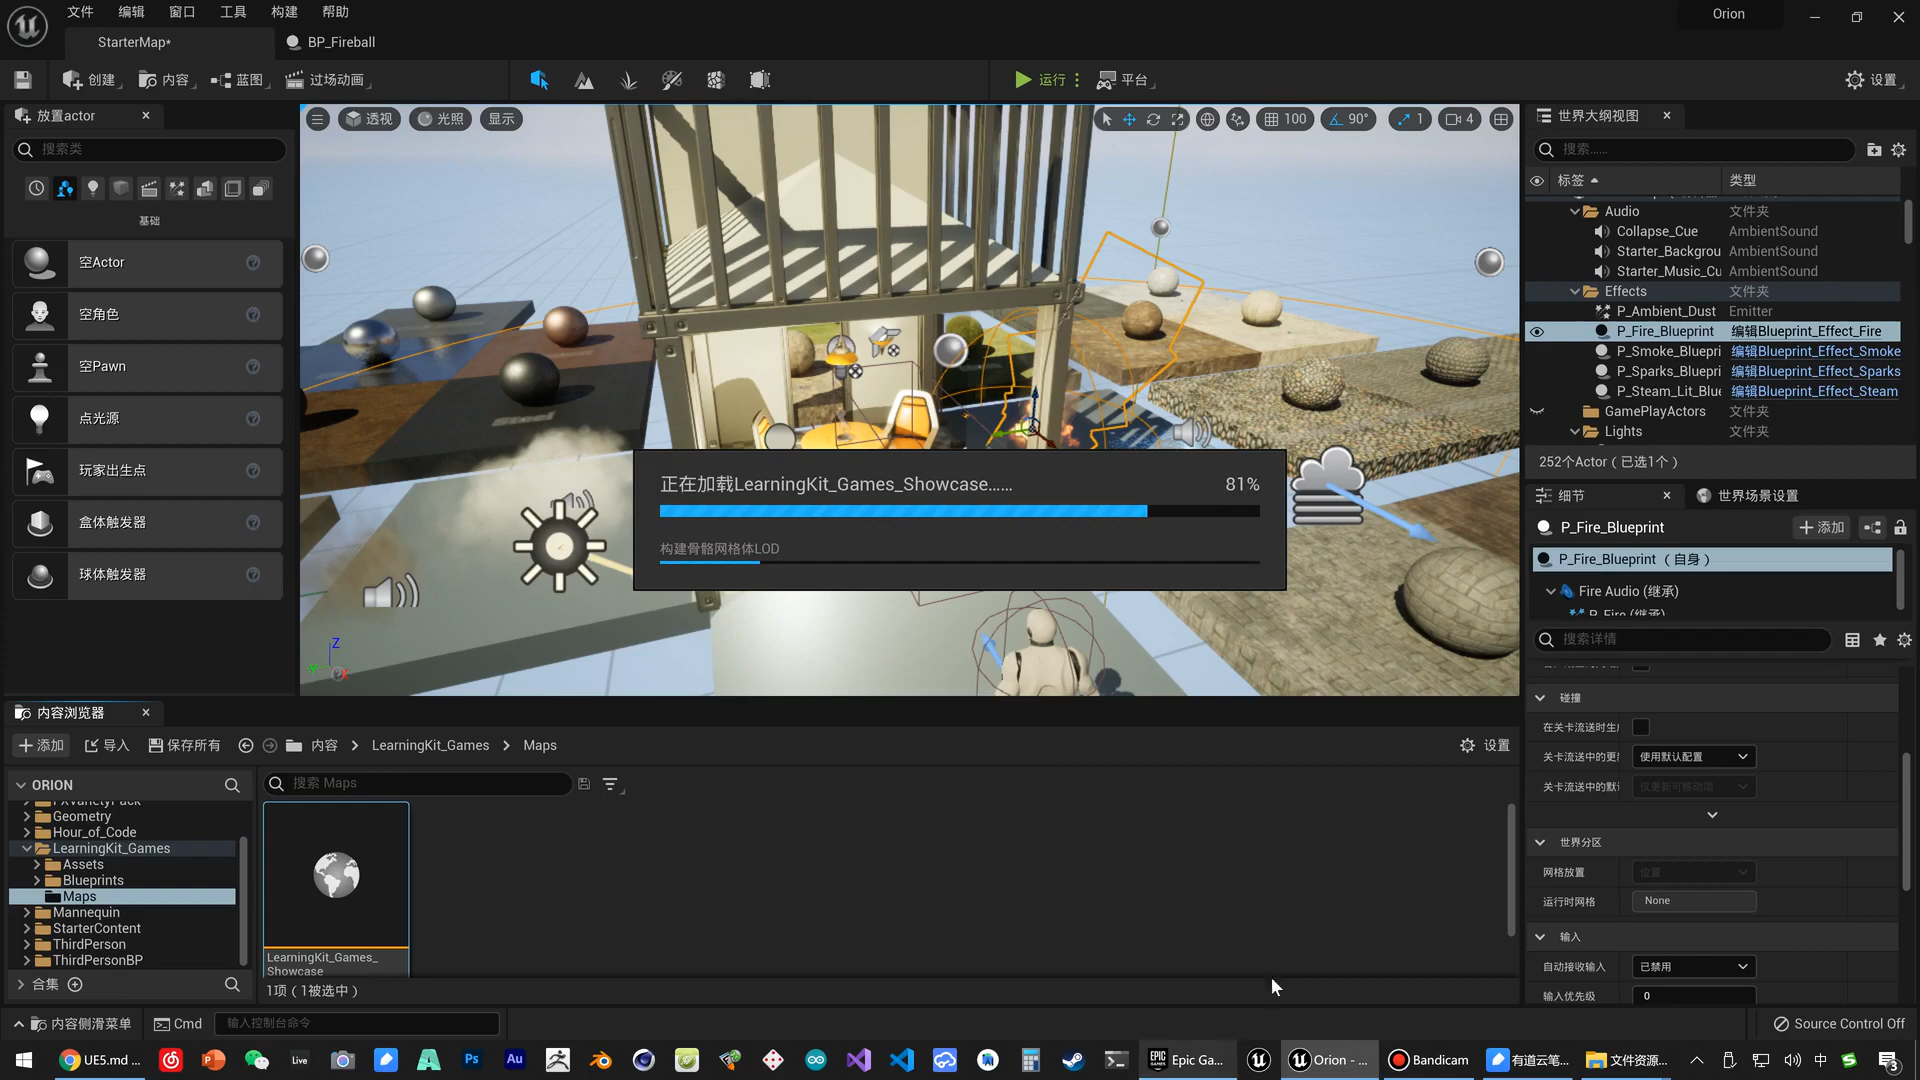 文件 编辑 窗口 工具 构建 帮助
Orion
StarterMap*
BP_Fireball
创建 内容 蓝图 过场动画
运行 平台 设置
放置actor
搜索类
基础
空Actor
空角色
空Pawn
点光源
玩家出生点
盒体触发器
球体触发器
透视 光照 显示
100 90° 1 4
正在加载LearningKit_Games_Showcase...... 81%
构建骨骼网格体LOD
Z
世界大纲视图
搜索......
标签 类型
Audio 文件夹
Collapse_Cue AmbientSound
Starter_Backgrou AmbientSound
Starter_Music_Cu AmbientSound
Effects 文件夹
P_Ambient_Dust Emitter
P_Fire_Blueprint 编辑Blueprint_Effect_Fire
P_Smoke_Bluepri 编辑Blueprint_Effect_Smoke
P_Sparks_Bluepri 编辑Blueprint_Effect_Sparks
P_Steam_Lit_Blue 编辑Blueprint_Effect_Steam
GamePlayActors 文件夹
Lights 文件夹
252个Actor（已选1个）
细节 世界场景设置
P_Fire_Blueprint 添加
P_Fire_Blueprint （自身）
Fire Audio (继承)
P_Fire (继承)
搜索详情
碰撞
在关卡流送时生
关卡流送中的更 使用默认配置
关卡流送中的默 仅更新可移动项
世界分区
网格放置 位置
运行时网格 None
输入
自动接收输入 已禁用
输入优先级 0
内容浏览器
添加 导入 保存所有 内容 LearningKit_Games Maps 设置
ORION
搜索 Maps
FXVarietyPack
Geometry
Hour_of_Code
LearningKit_Games
Assets
Blueprints
Maps
Mannequin
StarterContent
ThirdPerson
ThirdPersonBP
合集
LearningKit_Games_
Showcase
1项（1被选中）
内容侧滑菜单 Cmd 输入控制台命令 Source Control Off
UE5.md ... Live Ps Au Epic Ga... Orion - ... Bandicam 有道云笔... 文件资源... 中 3